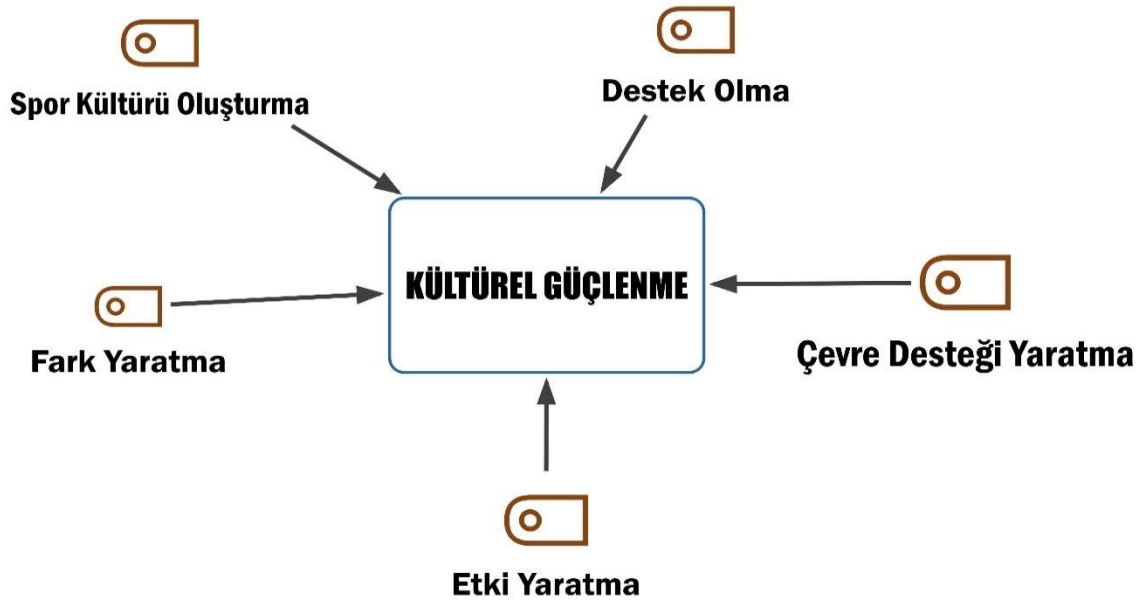 Spor Kültürü Oluşturma
Destek Olma
KÜLTÜREL GÜÇLENME
Fark Yaratma
Çevre Desteği Yaratma
Etki Yaratma